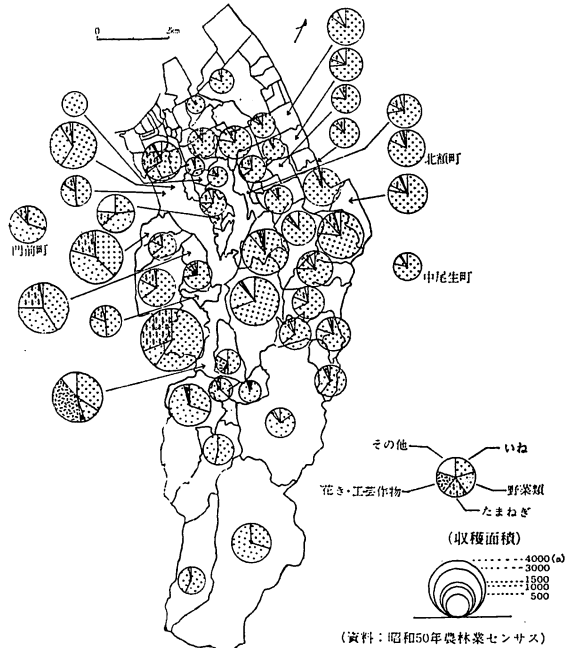 0 2km
北額町
門前町
中尾生町
その他
いね
花き・工芸作物
野菜類
たまねぎ
(収穫面積)
4000(a)
3000
1500
1000
500
(資料:昭和50年農林業センサス)